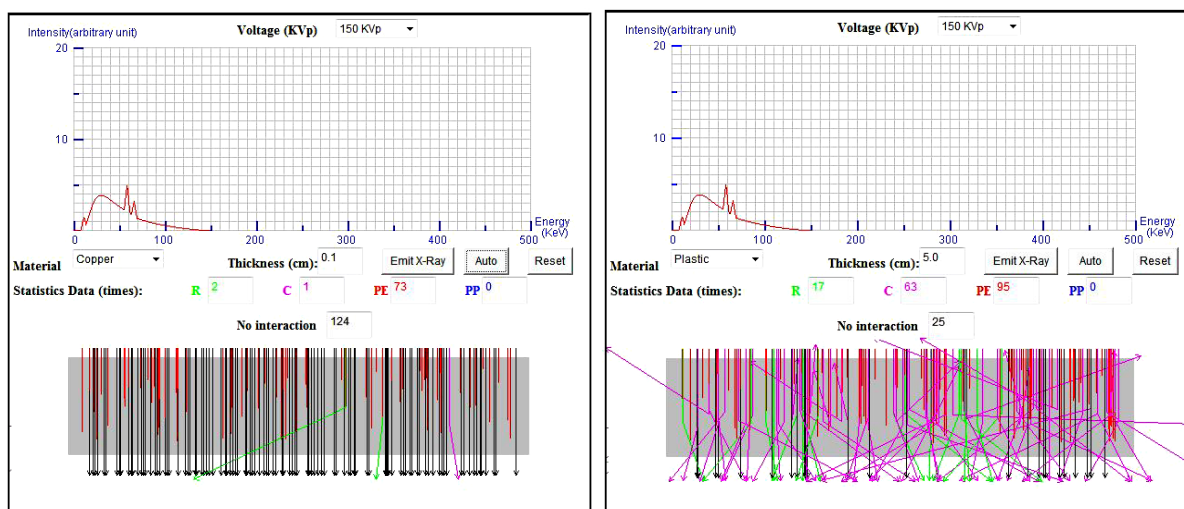 Intensity(arbitrary unit) Voltage (KVp) 150 KVp
20
10
0 100 200 300 400 500
Energy
(KeV)
Material Copper Thickness (cm): 0.1 Emit X-Ray Auto Reset
Statistics Data (times): R 2 C 1 PE 73 PP 0
No interaction 124
Intensity(arbitrary unit) Voltage (KVp) 150 KVp
20
10
0 100 200 300 400 500
Energy
(KeV)
Material Plastic Thickness (cm): 5.0 Emit X-Ray Auto Reset
Statistics Data (times): R 17 C 63 PE 95 PP 0
No interaction 25